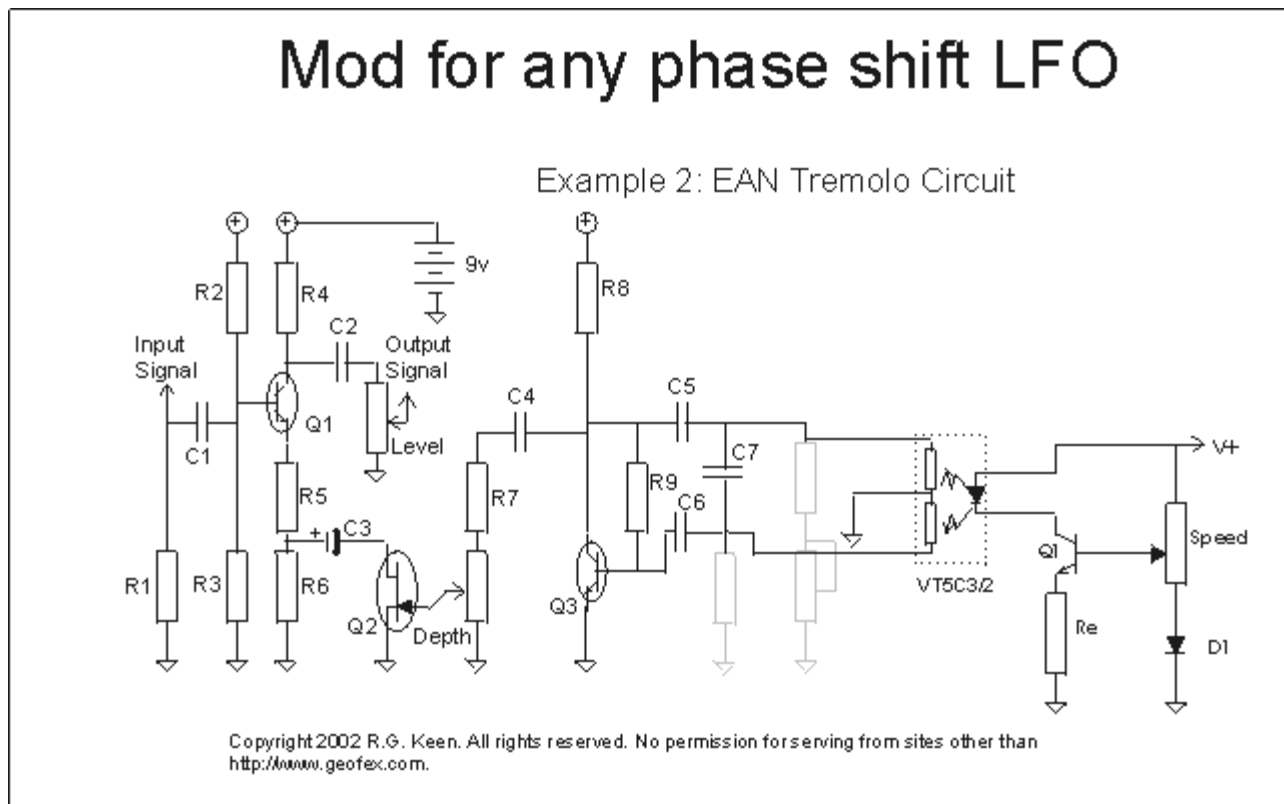 Mod for any phase shift LFO
Example 2: EAN Tremolo Circuit
R2
R4
9v
R8
Input
Signal
C2
Output
Signal
C1
Q1
Level
C4
C5
C7
V+
R5
R7
R9
C6
C3
+
Speed
R1
R3
R6
Q2
Depth
Q3
VT5C3/2
Q1
Re
D1
Copyright 2002 R.G. Keen. All rights reserved. No permission for serving from sites other than
http://www.geofex.com.